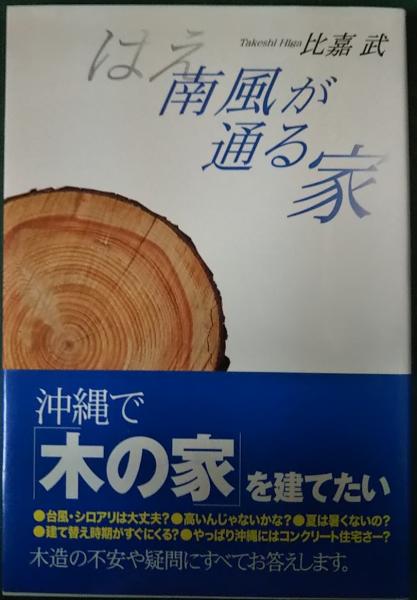 Takeshi Higa 比嘉 武
はえ
南風が
通る家
沖縄で
「木の家」を建てたい
●台風・シロアリは大丈夫?●高いんじゃないかな?●夏は暑くないの?
●建て替え時期がすぐにくる?●やっぱり沖縄にはコンクリート住宅さー?
木造の不安や疑問にすべてお答えします。